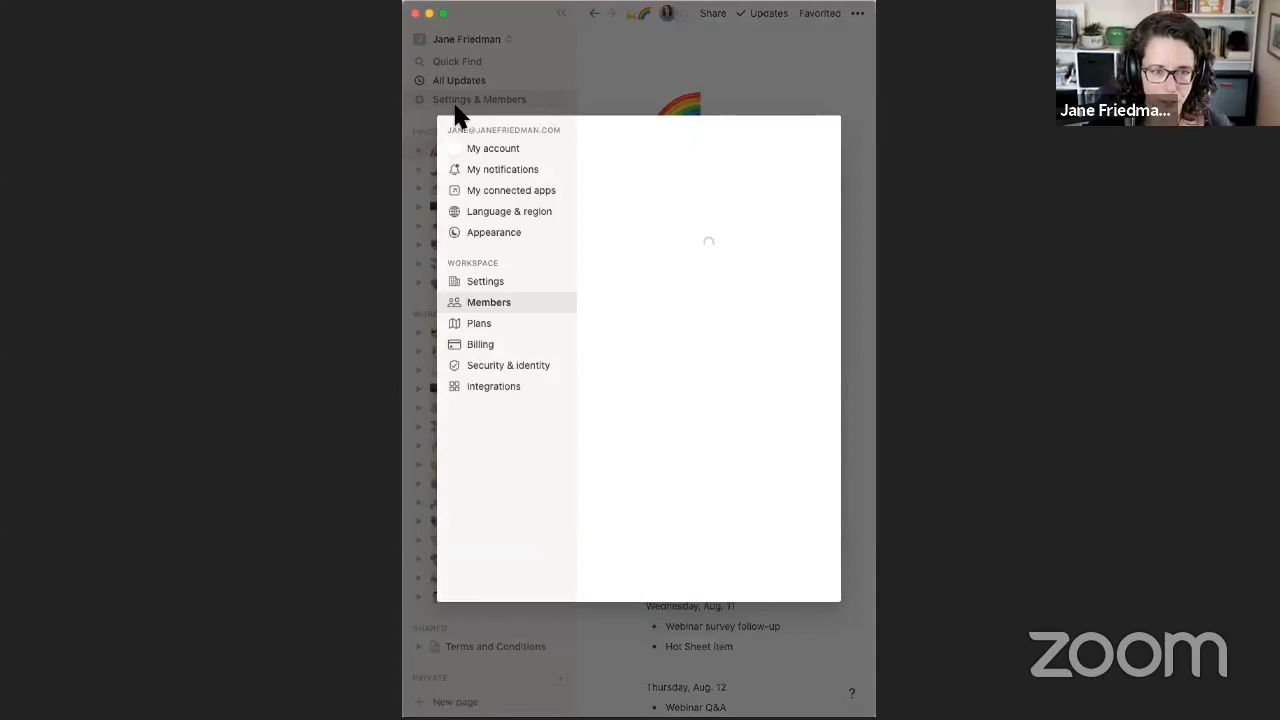 Share
Updates
Favorited
•••
Jane Friedman
Quick Find
All Updates
Settings & Members
JANE@JANEFRIEDMAN.COM
My account
My notifications
My connected apps
Language & region
Appearance
WORKSPACE
Settings
Members
Plans
Billing
Security & identity
Integrations
SHARED
Terms and Conditions
PRIVATE
New page
Wednesday, Aug. 11
• Webinar survey follow-up
• Hot Sheet item
Thursday, Aug. 12
• Webinar Q&A
?
Jane Friedma...
zoom